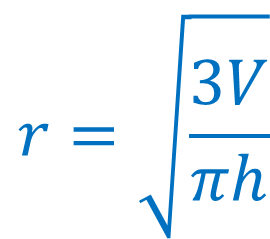 r = √(3V/πh)